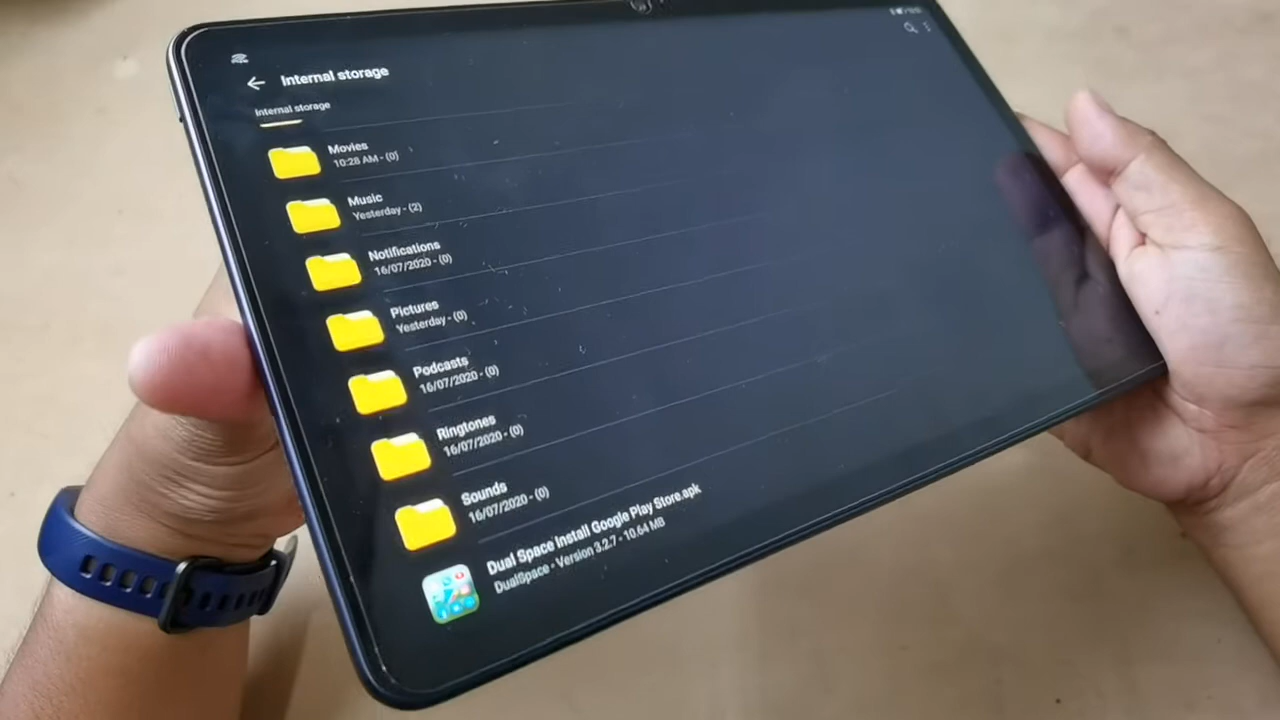 Internal storage
Internal storage
Movies
10:28 AM - (0)
Music
Yesterday - (2)
Notifications
16/07/2020 - (0)
Pictures
Yesterday - (0)
Podcasts
16/07/2020 - (0)
Ringtones
16/07/2020 - (0)
Sounds
16/07/2020 - (0)
Dual Space Install Google Play Store.apk
DualSpace - Version 3.2.7 - 10.64 MB